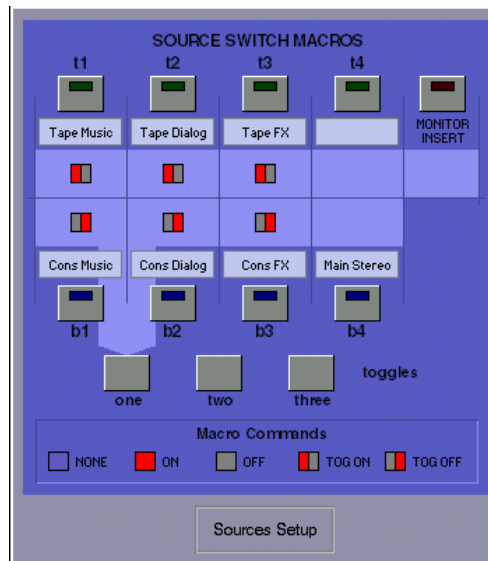 SOURCE SWITCH MACROS
t1 t2 t3 t4
Tape Music Tape Dialog Tape FX MONITOR
INSERT
Cons Music Cons Dialog Cons FX Main Stereo
b1 b2 b3 b4
toggles
one two three
Macro Commands
NONE ON OFF TOG ON TOG OFF
Sources Setup